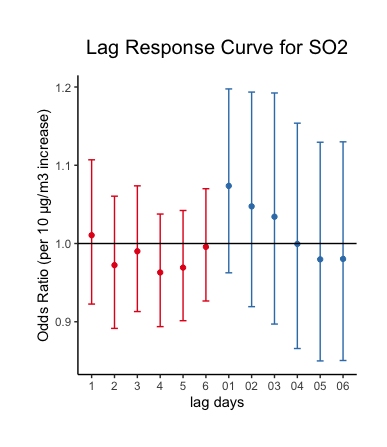 Lag Response Curve for SO2
Odds Ratio (per 10 µg/m3 increase)
1.2
1.1
1.0
0.9
1 2 3 4 5 6 01 02 03 04 05 06
lag days